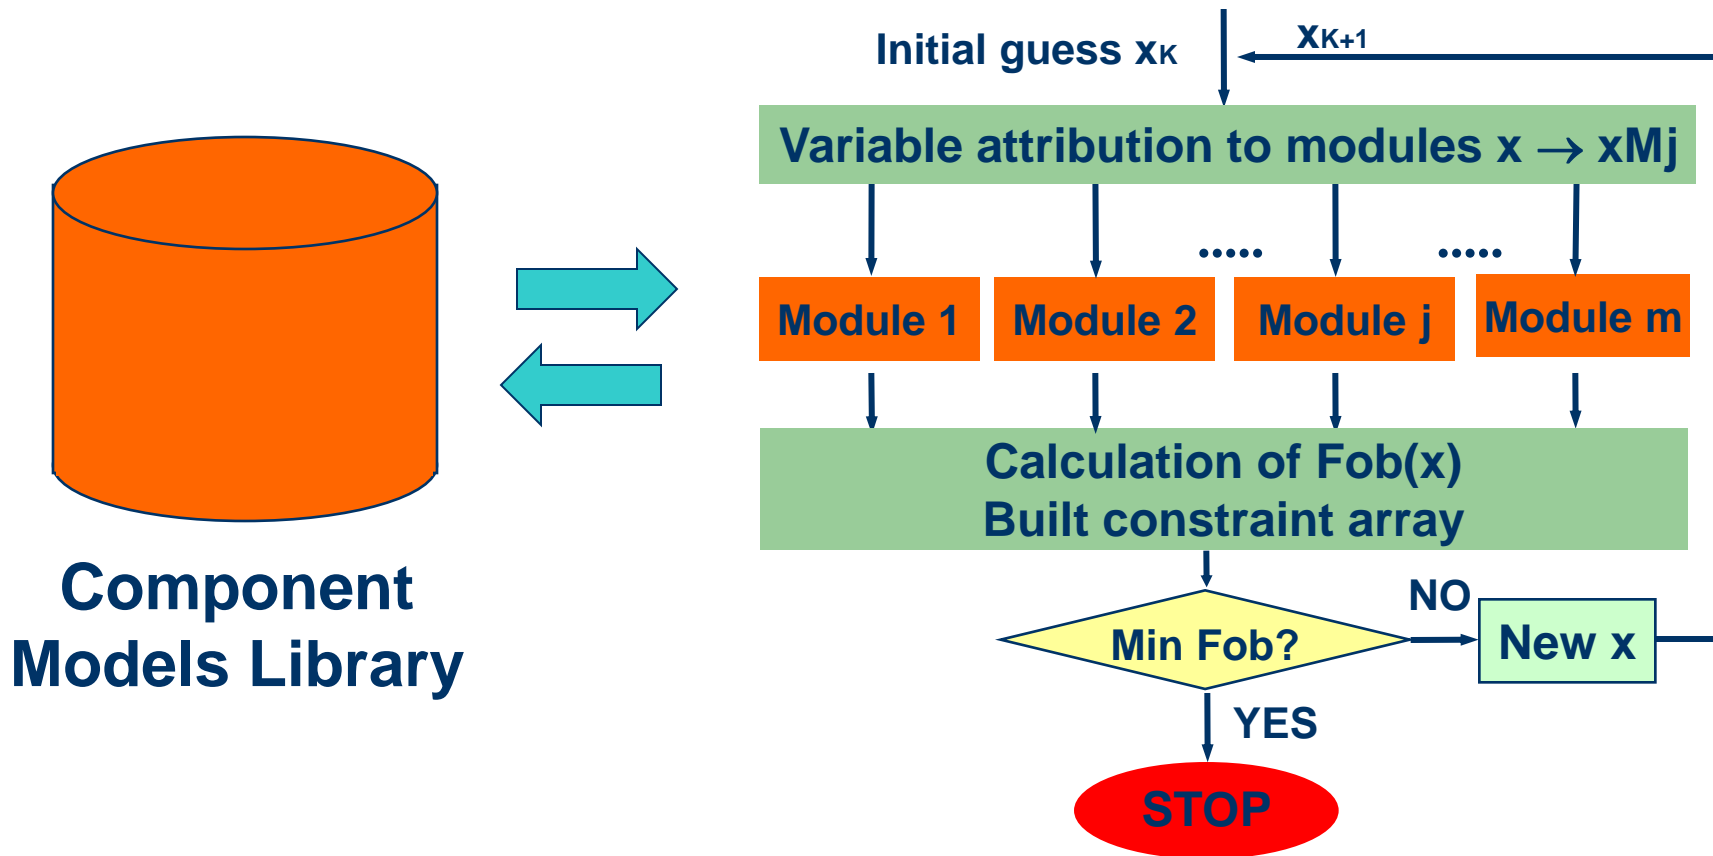 Initial guess xK
xK+1
Variable attribution to modules x → xMj
.....
.....
Module 1
Module 2
Module j
Module m
Calculation of Fob(x)
Built constraint array
Component
Models Library
Min Fob?
NO
New x
YES
STOP